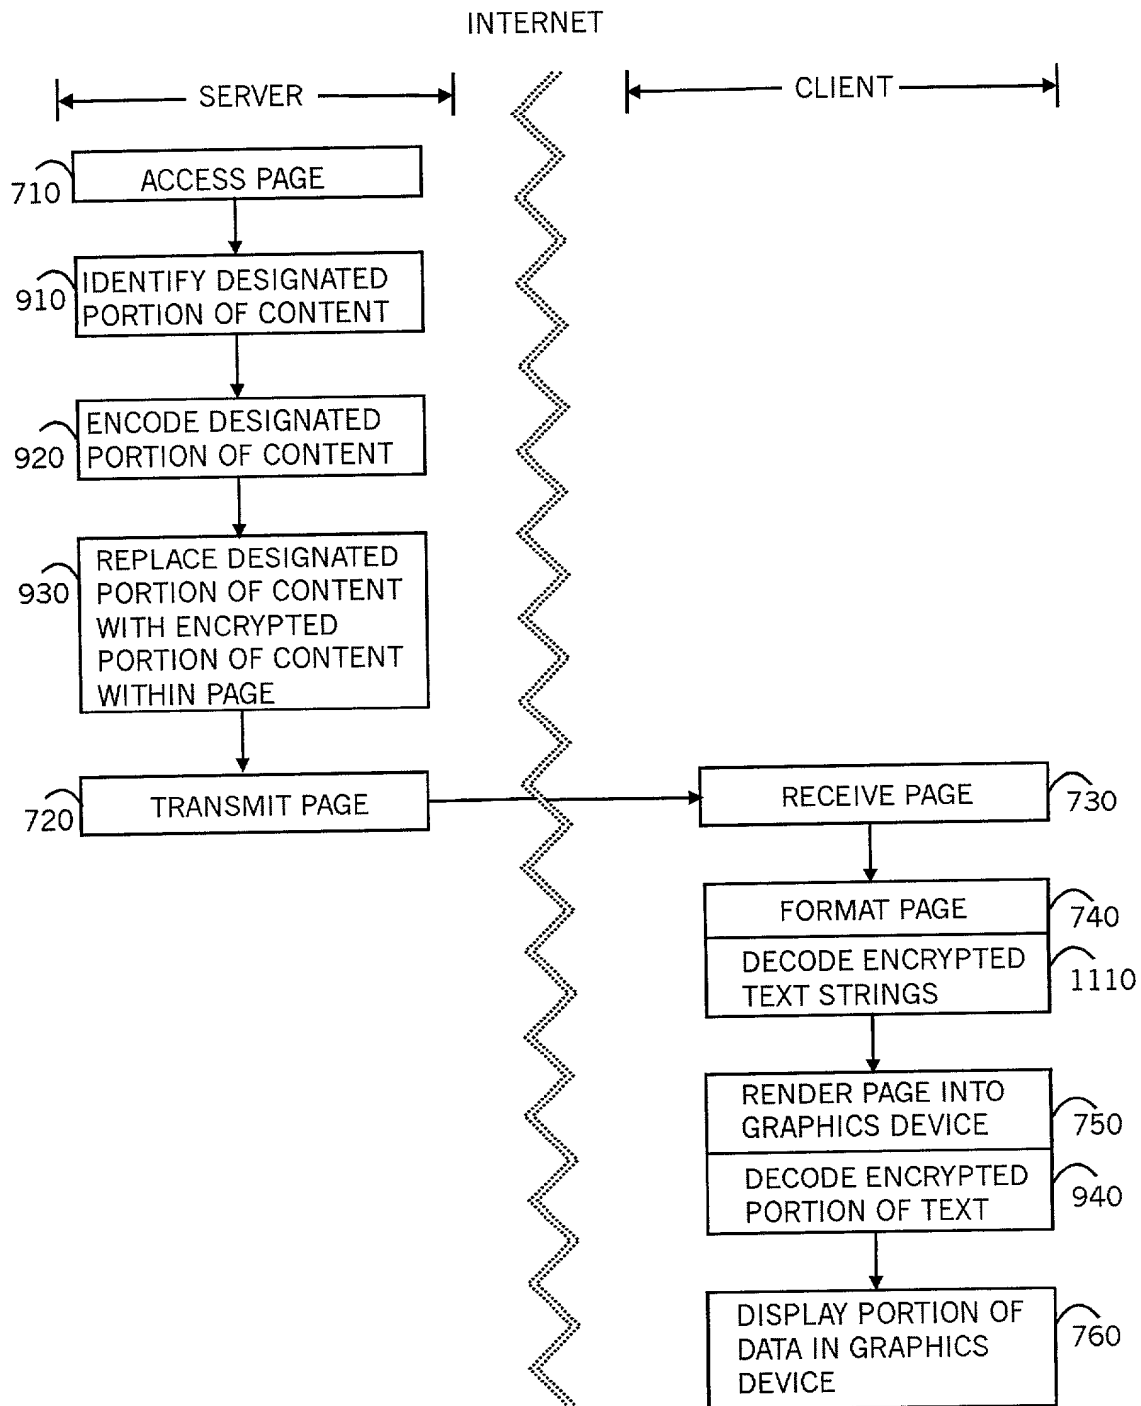 INTERNET
SERVER
CLIENT
710
ACCESS PAGE
910
IDENTIFY DESIGNATED
PORTION OF CONTENT
920
ENCODE DESIGNATED
PORTION OF CONTENT
930
REPLACE DESIGNATED
PORTION OF CONTENT
WITH ENCRYPTED
PORTION OF CONTENT
WITHIN PAGE
720
TRANSMIT PAGE
RECEIVE PAGE
730
FORMAT PAGE
740
DECODE ENCRYPTED
TEXT STRINGS
1110
RENDER PAGE INTO
GRAPHICS DEVICE
750
DECODE ENCRYPTED
PORTION OF TEXT
940
DISPLAY PORTION OF
DATA IN GRAPHICS
DEVICE
760